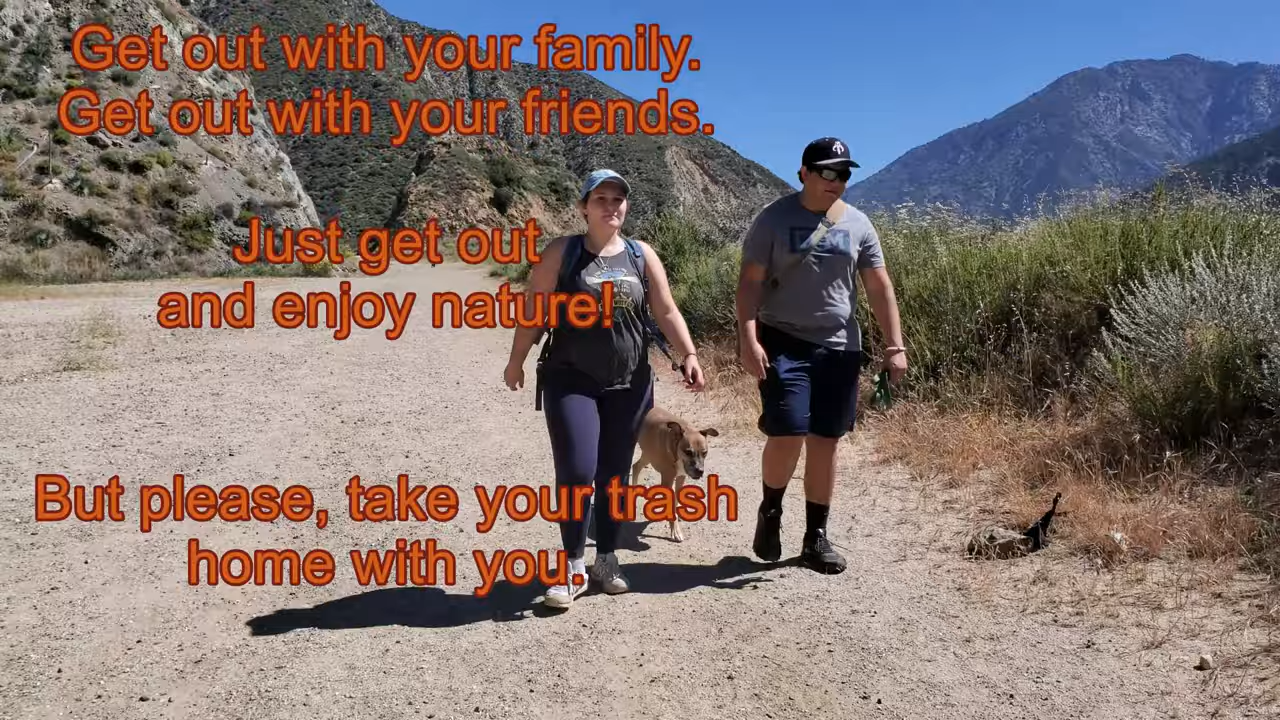 Get out with your family.
Get out with your friends.
Just get out
and enjoy nature!
But please, take your trash
home with you.